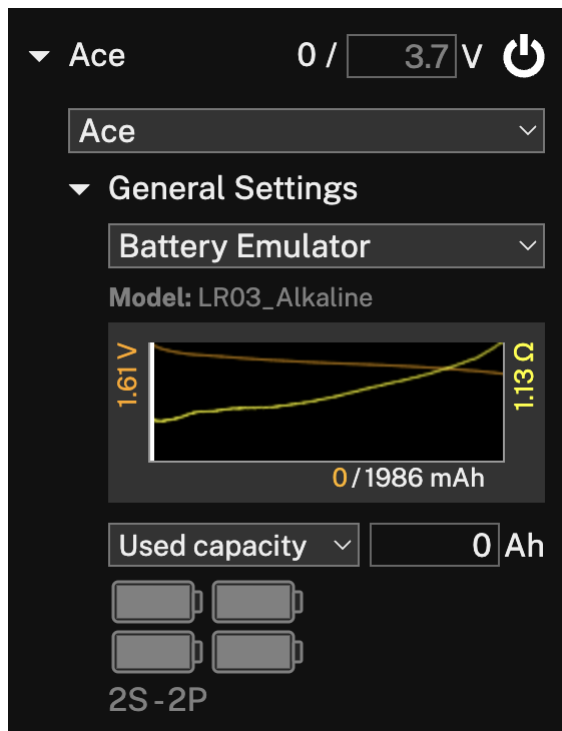 Ace 0 / 3.7 V
Ace
General Settings
Battery Emulator
Model: LR03_Alkaline
1.61 V
1.13 Ω
0/1986 mAh
Used capacity 0 Ah
2S-2P